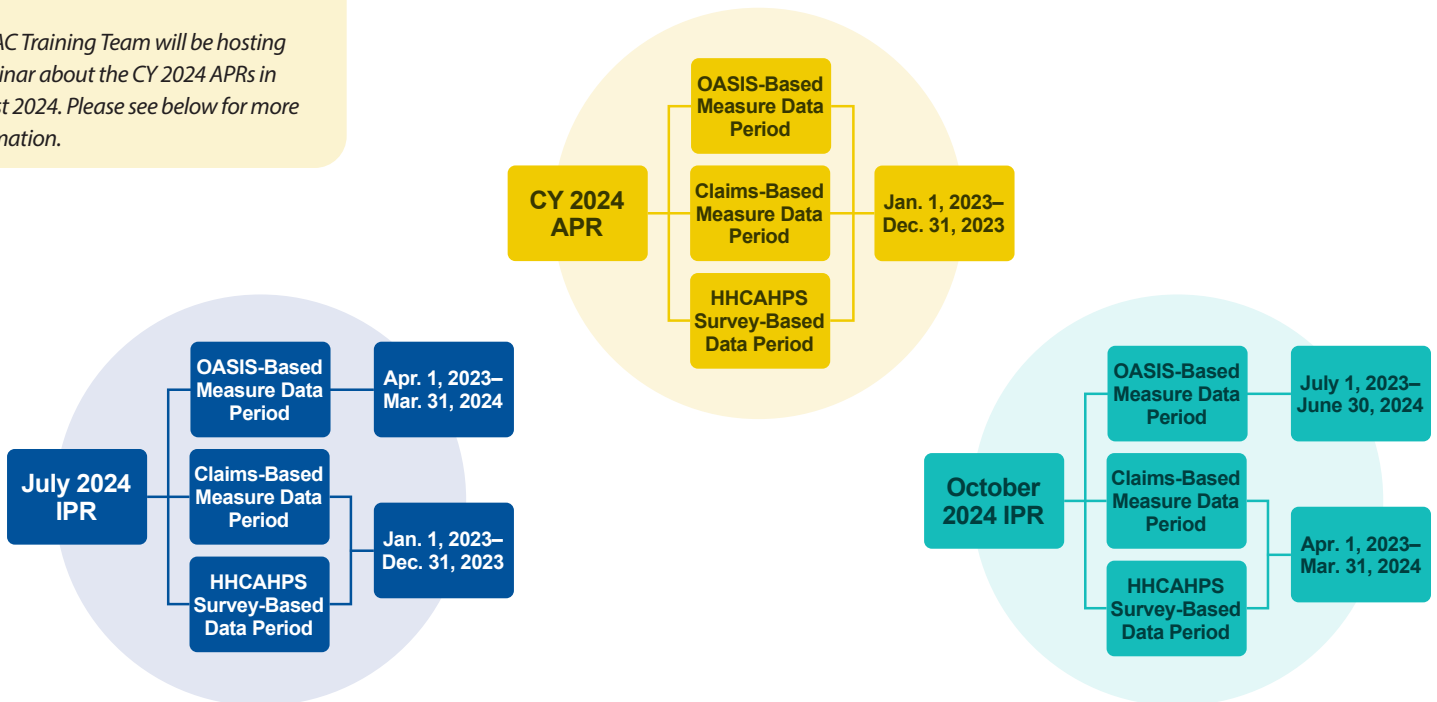 AC Training Team will be hosting
inar about the CY 2024 APRs in
st 2024. Please see below for more
mation.
CY 2024
APR
OASIS-Based
Measure Data
Period
Claims-Based
Measure Data
Period
HHCAHPS
Survey-Based
Data Period
Jan. 1, 2023–
Dec. 31, 2023
July 2024
IPR
OASIS-Based
Measure Data
Period
Apr. 1, 2023–
Mar. 31, 2024
Claims-Based
Measure Data
Period
HHCAHPS
Survey-Based
Data Period
Jan. 1, 2023–
Dec. 31, 2023
October
2024 IPR
OASIS-Based
Measure Data
Period
July 1, 2023–
June 30, 2024
Claims-Based
Measure Data
Period
HHCAHPS
Survey-Based
Data Period
Apr. 1, 2023–
Mar. 31, 2024